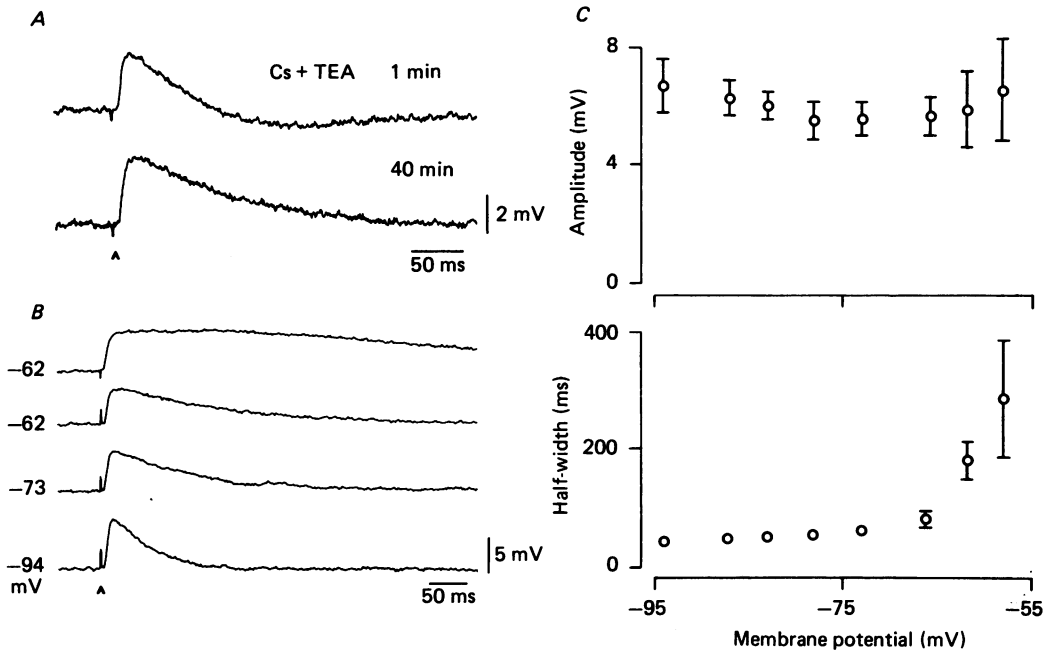 A
Cs + TEA 1 min
40 min
2 mV
^
50 ms
B
−62
−62
−73
−94
mV
5 mV
^
50 ms
C
8
4
0
Amplitude (mV)
400
200
0
Half-width (ms)
−95 −75 −55
Membrane potential (mV)